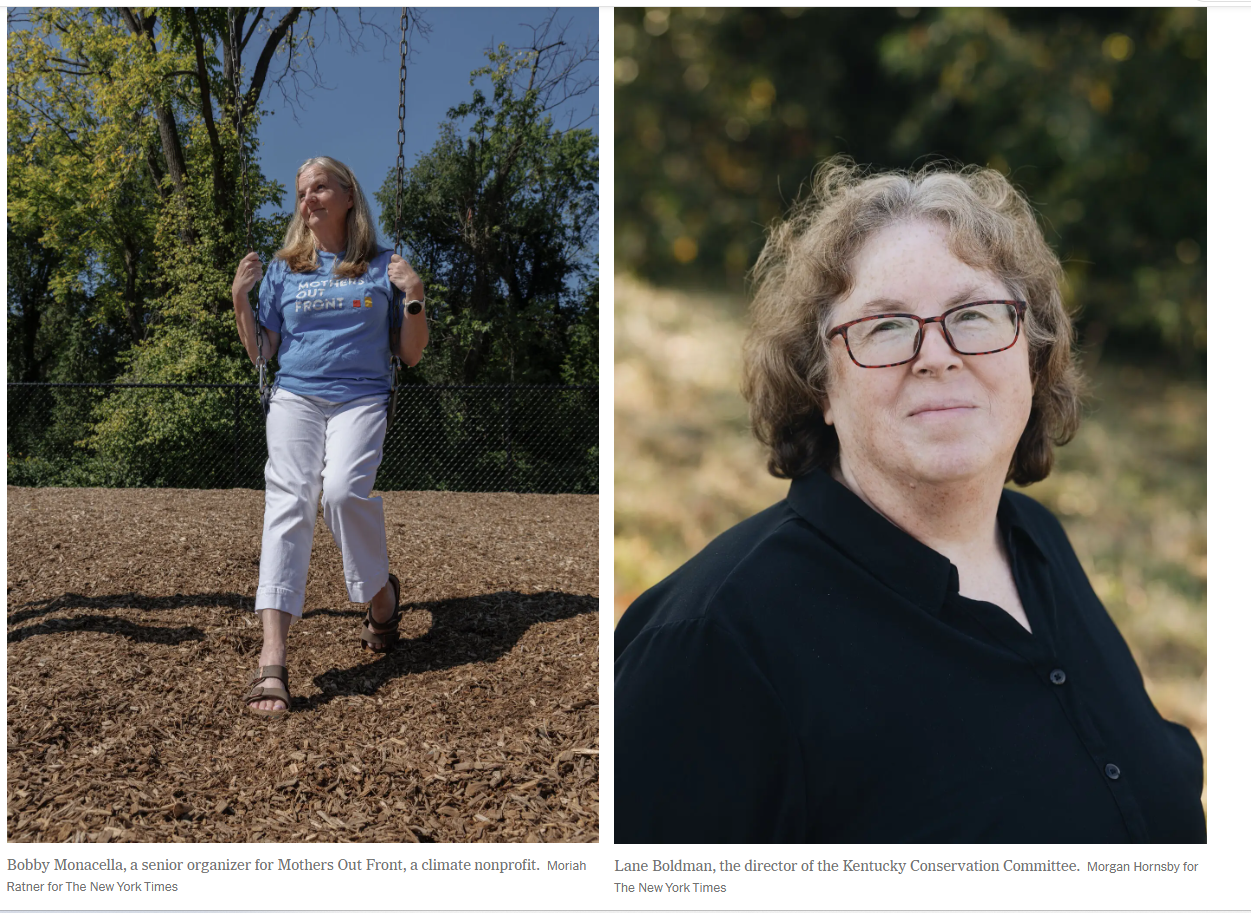 MOTHERS
OUT
FRONT
Bobby Monacella, a senior organizer for Mothers Out Front, a climate nonprofit. Moriah
Ratner for The New York Times
Lane Boldman, the director of the Kentucky Conservation Committee. Morgan Hornsby for
The New York Times